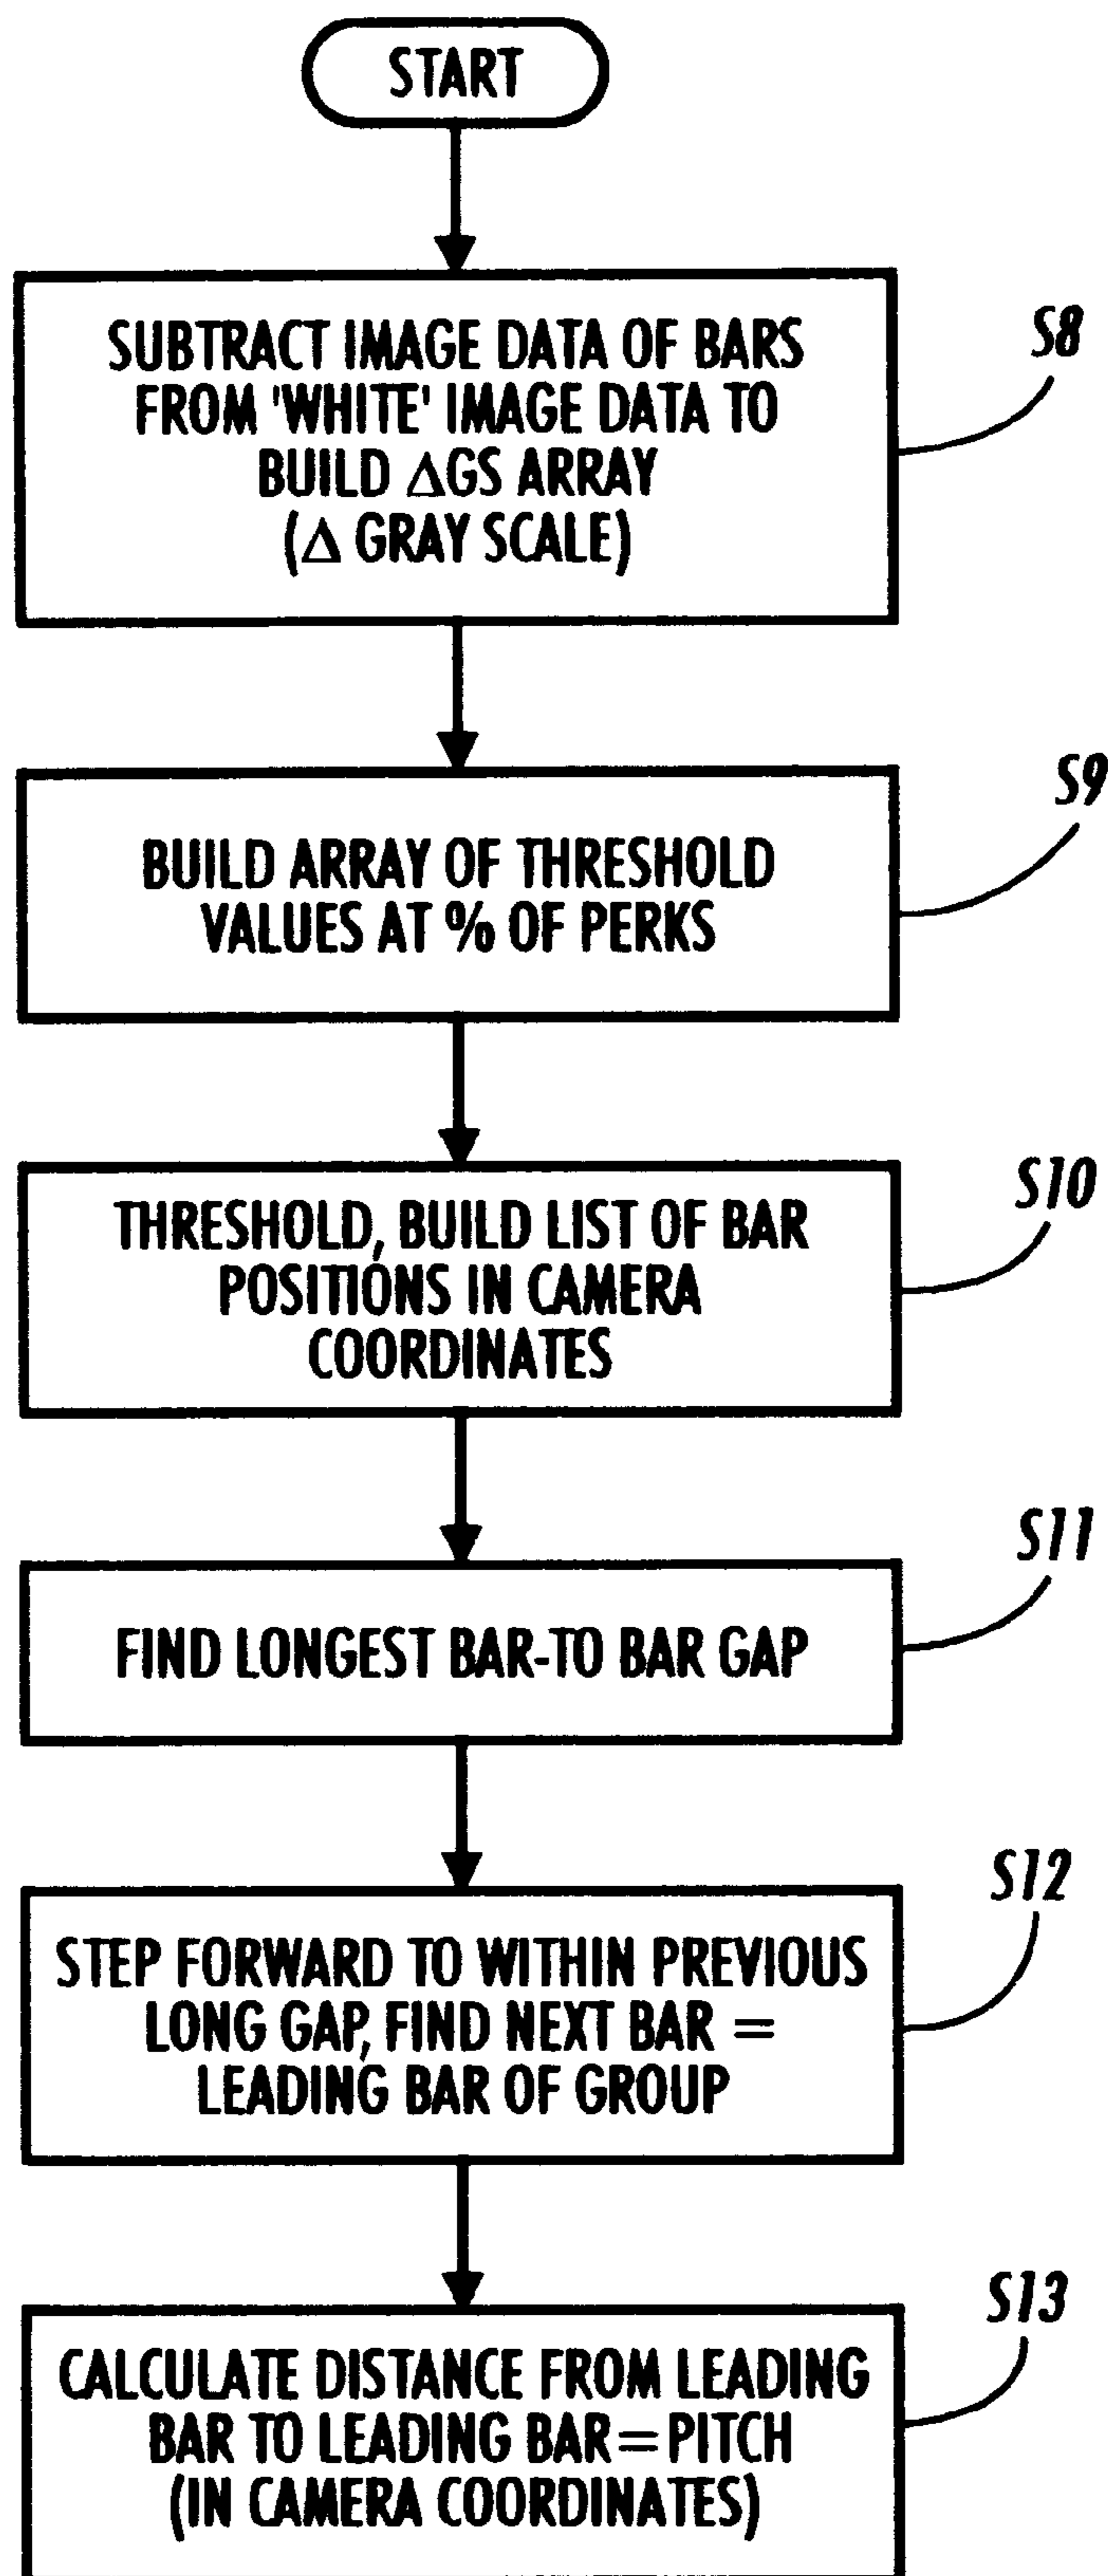 START
SUBTRACT IMAGE DATA OF BARS
FROM 'WHITE' IMAGE DATA TO
BUILD ΔGS ARRAY
(Δ GRAY SCALE)
S8
BUILD ARRAY OF THRESHOLD
VALUES AT % OF PERKS
S9
THRESHOLD, BUILD LIST OF BAR
POSITIONS IN CAMERA
COORDINATES
S10
FIND LONGEST BAR-TO BAR GAP
S11
STEP FORWARD TO WITHIN PREVIOUS
LONG GAP, FIND NEXT BAR =
LEADING BAR OF GROUP
S12
CALCULATE DISTANCE FROM LEADING
BAR TO LEADING BAR=PITCH
(IN CAMERA COORDINATES)
S13